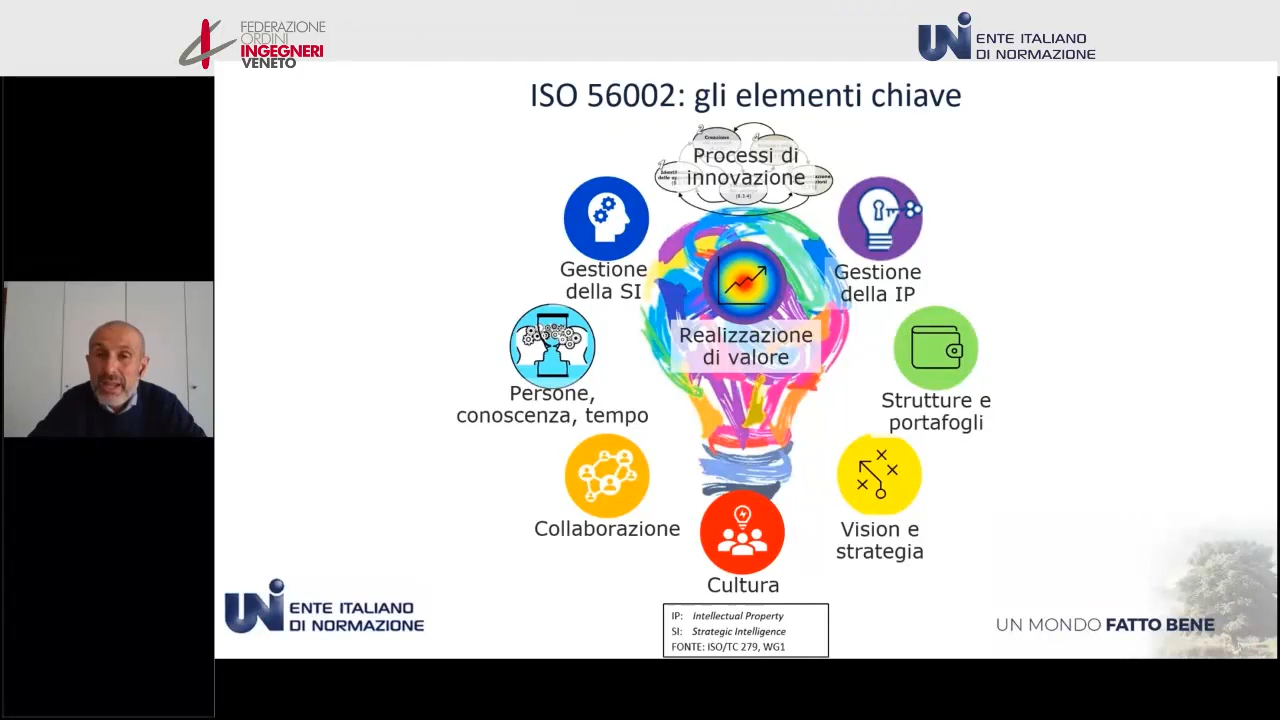 FEDERAZIONE
ORDINI
INGEGNERI
VENETO
UNI ENTE ITALIANO
DI NORMAZIONE
ISO 56002: gli elementi chiave
Processi di
innovazione
Gestione
della SI
Gestione
della IP
Realizzazione
di valore
Persone,
conoscenza, tempo
Strutture e
portafogli
Collaborazione
Vision e
strategia
Cultura
UNI ENTE ITALIANO
DI NORMAZIONE
IP: Intellectual Property
SI: Strategic Intelligence
FONTE: ISO/TC 279, WG1
UN MONDO FATTO BENE